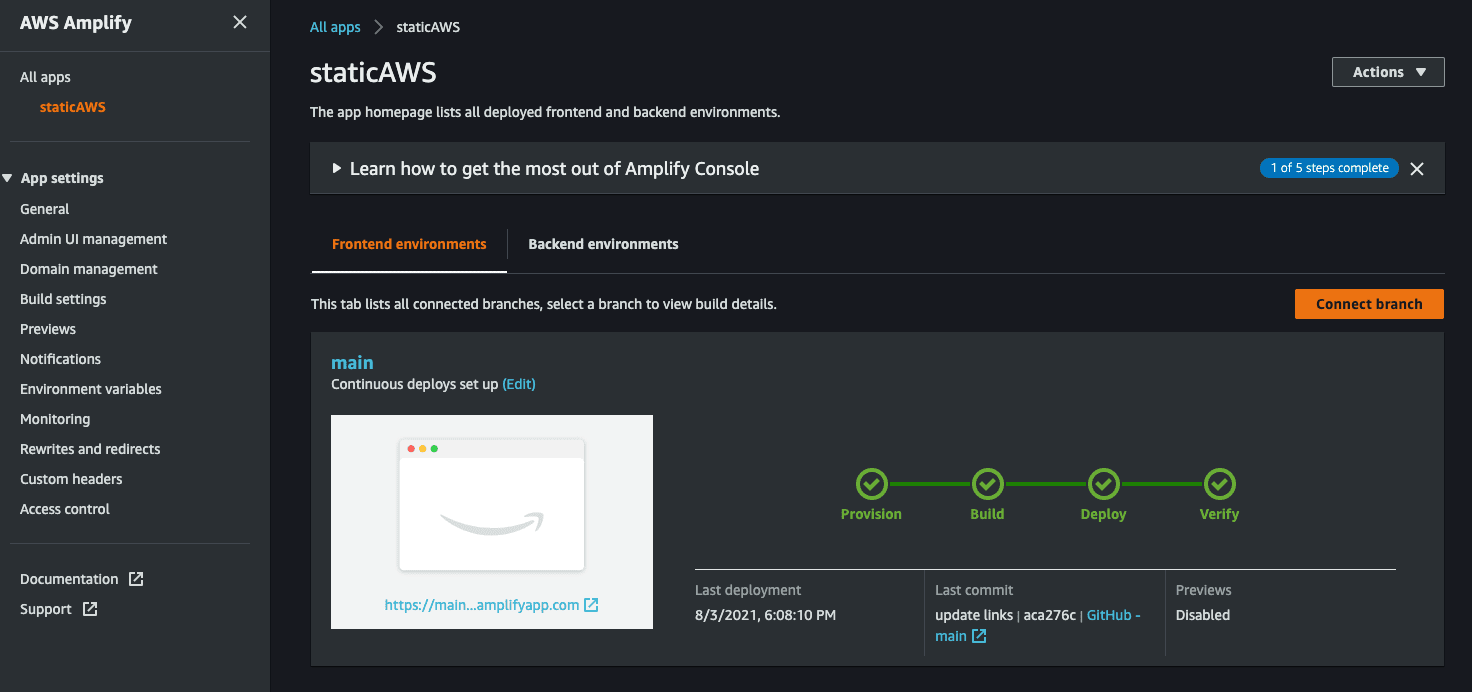 AWS Amplify
All apps
staticAWS
App settings
General
Admin UI management
Domain management
Build settings
Previews
Notifications
Environment variables
Monitoring
Rewrites and redirects
Custom headers
Access control
Documentation
Support
All apps
staticAWS
staticAWS
Actions
The app homepage lists all deployed frontend and backend environments.
Learn how to get the most out of Amplify Console
1 of 5 steps complete
Frontend environments
Backend environments
This tab lists all connected branches, select a branch to view build details.
Connect branch
main
Continuous deploys set up (Edit)
https://main...amplifyapp.com
Provision
Build
Deploy
Verify
Last deployment
8/3/2021, 6:08:10 PM
Last commit
update links | aca276c | GitHub -
main
Previews
Disabled